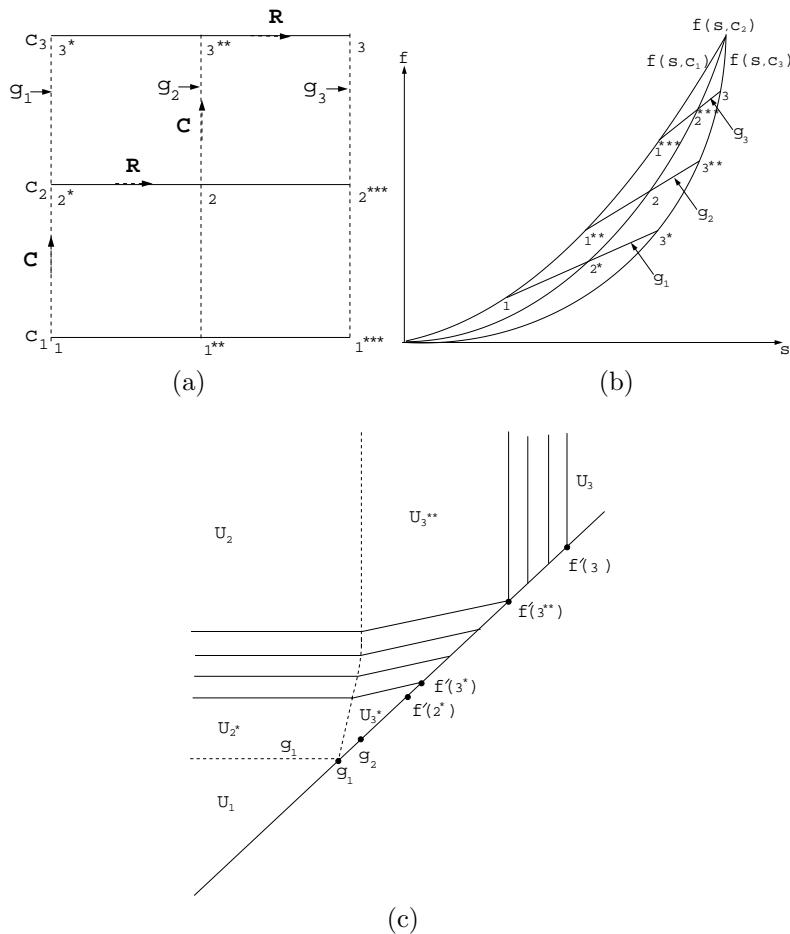 R
c₃ 3* 3** 3
g₁ g₂ g₃
C
R
c₂ 2* 2 2***
C
c₁ 1 1** 1***
(a)
f(s,c₂)
f f(s,c₁) f(s,c₃)
3
2***
1*** g₃
3**
2
1** g₂
3*
2*
1 g₁
s
(b)
U₃
U₃**
U₂
f′(3)
f′(3**)
f′(3*)
U₃* f′(2*)
U₂*
g₁ g₂
g₁
U₁
(c)